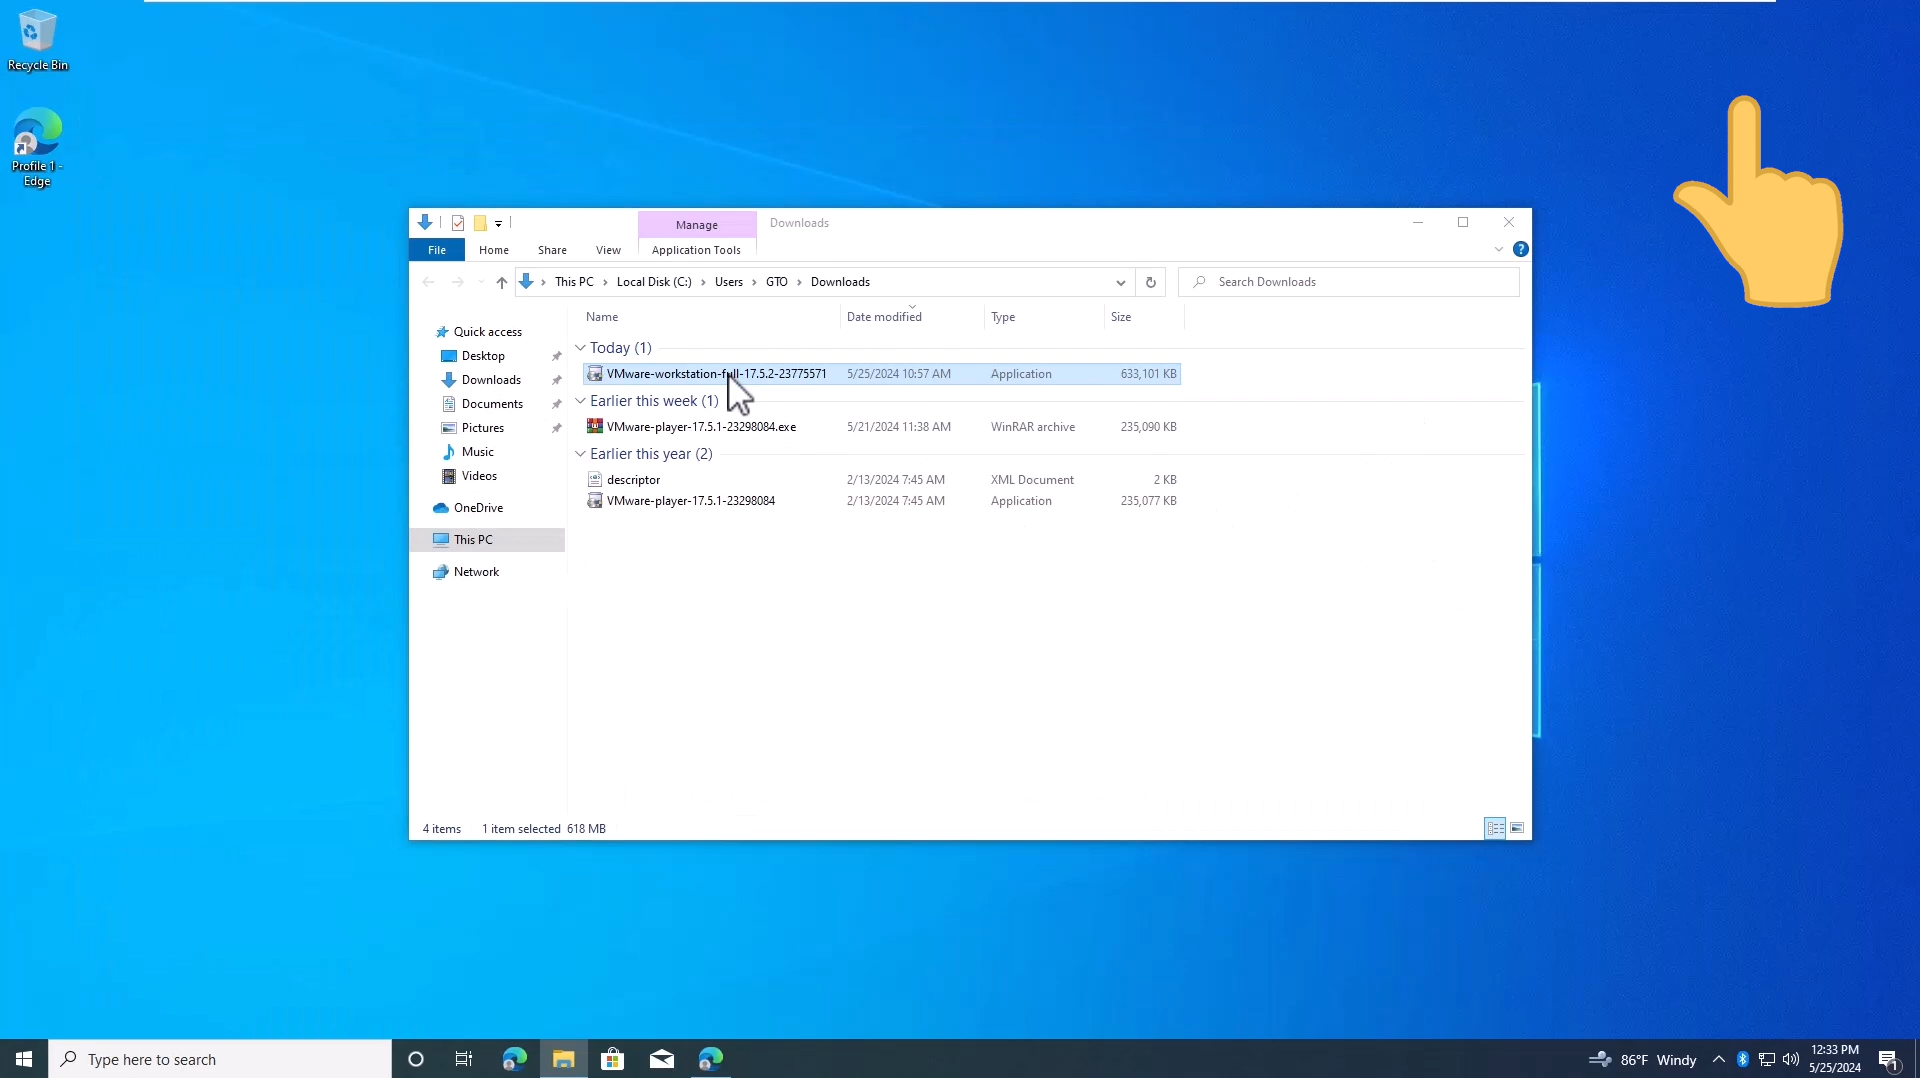 Recycle Bin
Profile 1 -
Edge
Manage
Downloads
File
Home
Share
View
Application Tools
This PC
Local Disk (C:)
Users
GTO
Downloads
Search Downloads
Name
Date modified
Type
Size
Quick access
Desktop
Downloads
Documents
Pictures
Music
Videos
OneDrive
This PC
Network
Today (1)
VMware-workstation-full-17.5.2-23775571 5/25/2024 10:57 AM Application 633,101 KB
Earlier this week (1)
VMware-player-17.5.1-23298084.exe 5/21/2024 11:38 AM WinRAR archive 235,090 KB
Earlier this year (2)
descriptor 2/13/2024 7:45 AM XML Document 2 KB
VMware-player-17.5.1-23298084 2/13/2024 7:45 AM Application 235,077 KB
4 items 1 item selected 618 MB
Type here to search
86°F Windy
12:33 PM
5/25/2024
1